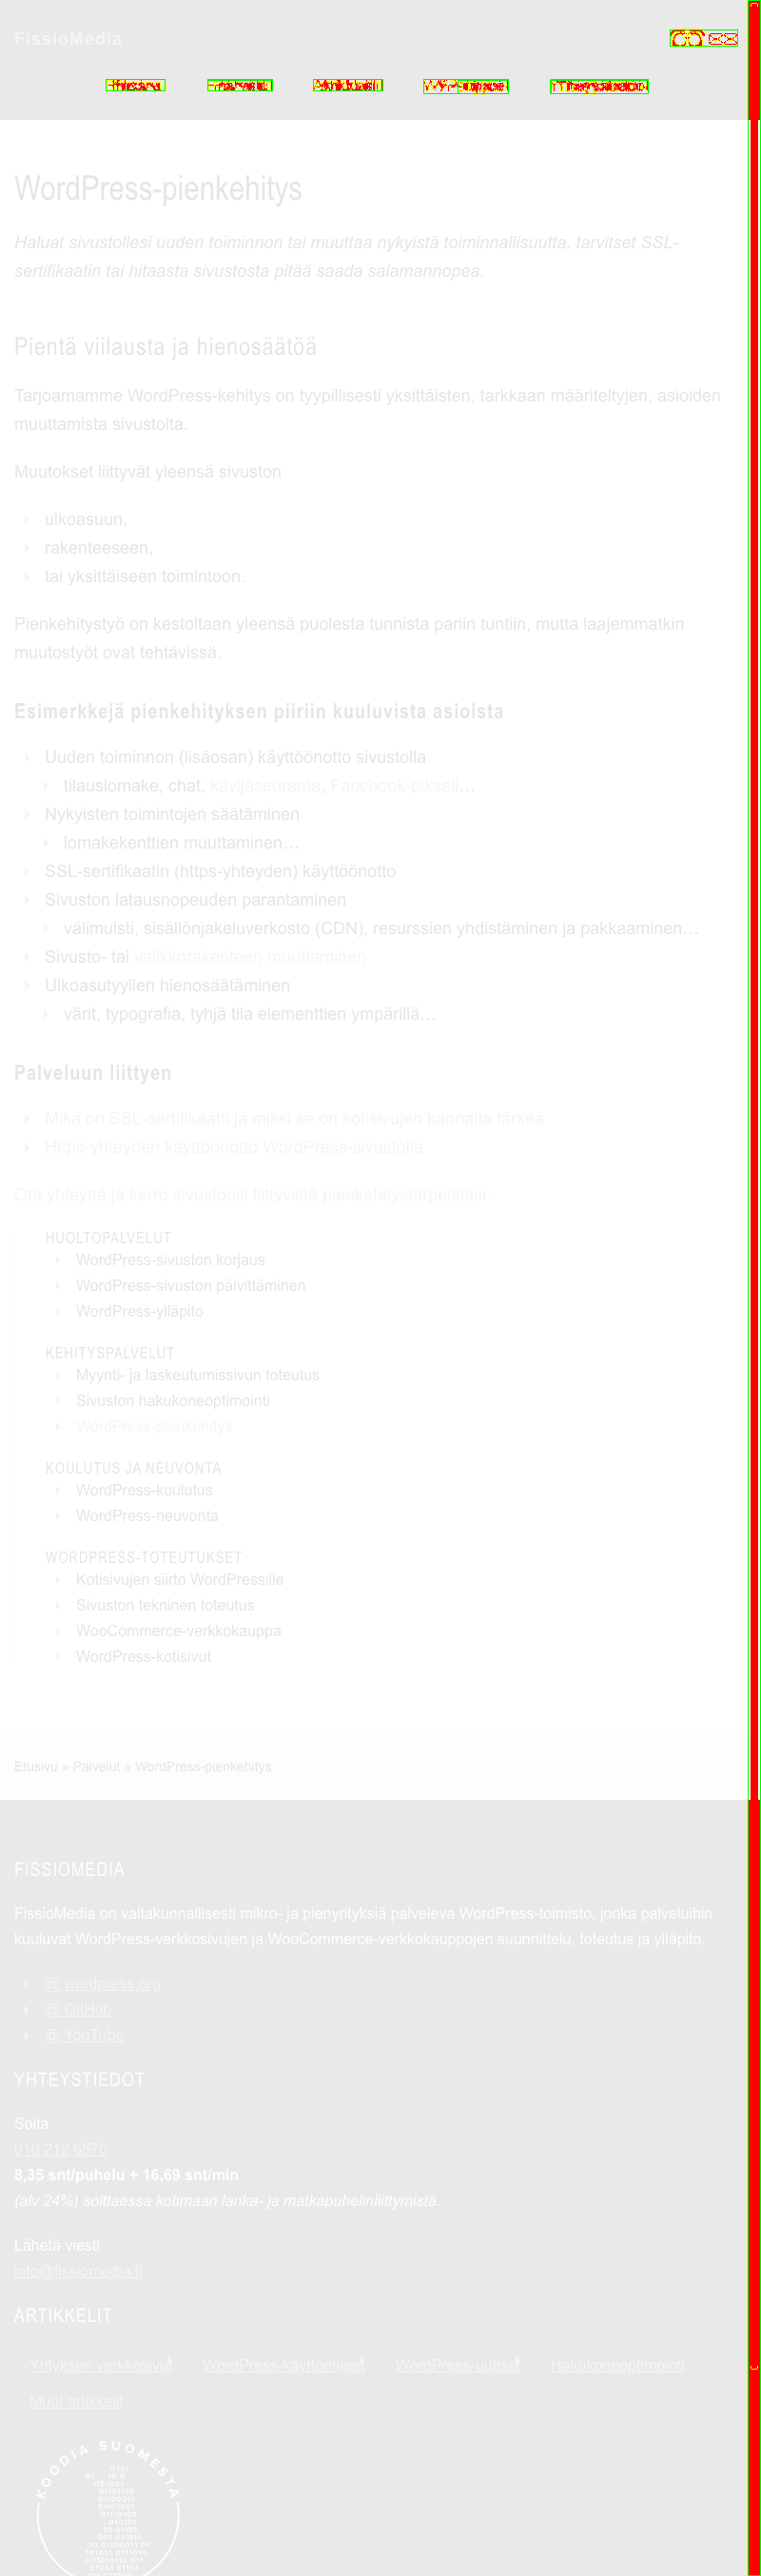 FissioMedia
WordPress-pienkehitys
Haluat sivustollesi uuden toiminnon tai muuttaa nykyistä toiminnallisuutta, tarvitset SSL-
sertifikaatin tai hitaasta sivustosta pitää saada salamannopea.
Pientä viilausta ja hienosäätöä
Tarjoamamme WordPress-kehitys on tyypillisesti yksittäisten, tarkkaan määriteltyjen, asioiden
muuttamista sivustolta.
Muutokset liittyvät yleensä sivuston
ulkoasuun,
rakenteeseen,
tai yksittäiseen toimintoon.
Pienkehitystyö on kestoltaan yleensä puolesta tunnista pariin tuntiin, mutta laajemmatkin
muutostyöt ovat tehtävissä.
Esimerkkejä pienkehityksen piiriin kuuluvista asioista
Uuden toiminnon (lisäosan) käyttöönotto sivustolla
tilauslomake, chat, kävijäseuranta, Facebook-pikseli…
Nykyisten toimintojen säätäminen
lomakekenttien muuttaminen…
SSL-sertifikaatin (https-yhteyden) käyttöönotto
Sivuston latausnopeuden parantaminen
välimuisti, sisällönjakeluverkosto (CDN), resurssien yhdistäminen ja pakkaaminen…
Sivusto- tai valikkorakenteen muuttaminen
Ulkoasutyylien hienosäätäminen
värit, typografia, tyhjä tila elementtien ympärillä…
Palveluun liittyen
Mikä on SSL-sertifikaatti ja miksi se on kotisivujen kannalta tärkeä
Https-yhteyden käyttöönotto WordPress-sivustolla
Ota yhteyttä ja kerro sivustoosi liittyvistä pienkehitystarpeistasi.
HUOLTOPALVELUT
WordPress-sivuston korjaus
WordPress-sivuston päivittäminen
WordPress-ylläpito
KEHITYSPALVELUT
Myynti- ja laskeutumissivun toteutus
Sivuston hakukoneoptimointi
WordPress-pienkehitys
KOULUTUS JA NEUVONTA
WordPress-koulutus
WordPress-neuvonta
WORDPRESS-TOTEUTUKSET
Kotisivujen siirto WordPressille
Sivuston tekninen toteutus
WooCommerce-verkkokauppa
WordPress-kotisivut
Etusivu » Palvelut » WordPress-pienkehitys
FISSIOMEDIA
FissioMedia on valtakunnallisesti mikro- ja pienyrityksiä palveleva WordPress-toimisto, jonka palveluihin
kuuluvat WordPress-verkkosivujen ja WooCommerce-verkkokauppojen suunnittelu, toteutus ja ylläpito.
@ wordpress.org
@ GitHub
@ YouTube
YHTEYSTIEDOT
Soita
010 212 6570
8,35 snt/puhelu + 16,69 snt/min
(alv 24%) soittaessa kotimaan lanka- ja matkapuhelinliittymistä.
Lähetä viesti
info@fissiomedia.fi
ARTIKKELIT
Yrityksen verkkosivut WordPress-käyttöohjeet WordPress-uutiset Hakukoneoptimointi
Muut artikkelit
KOODIA SUOMESTA